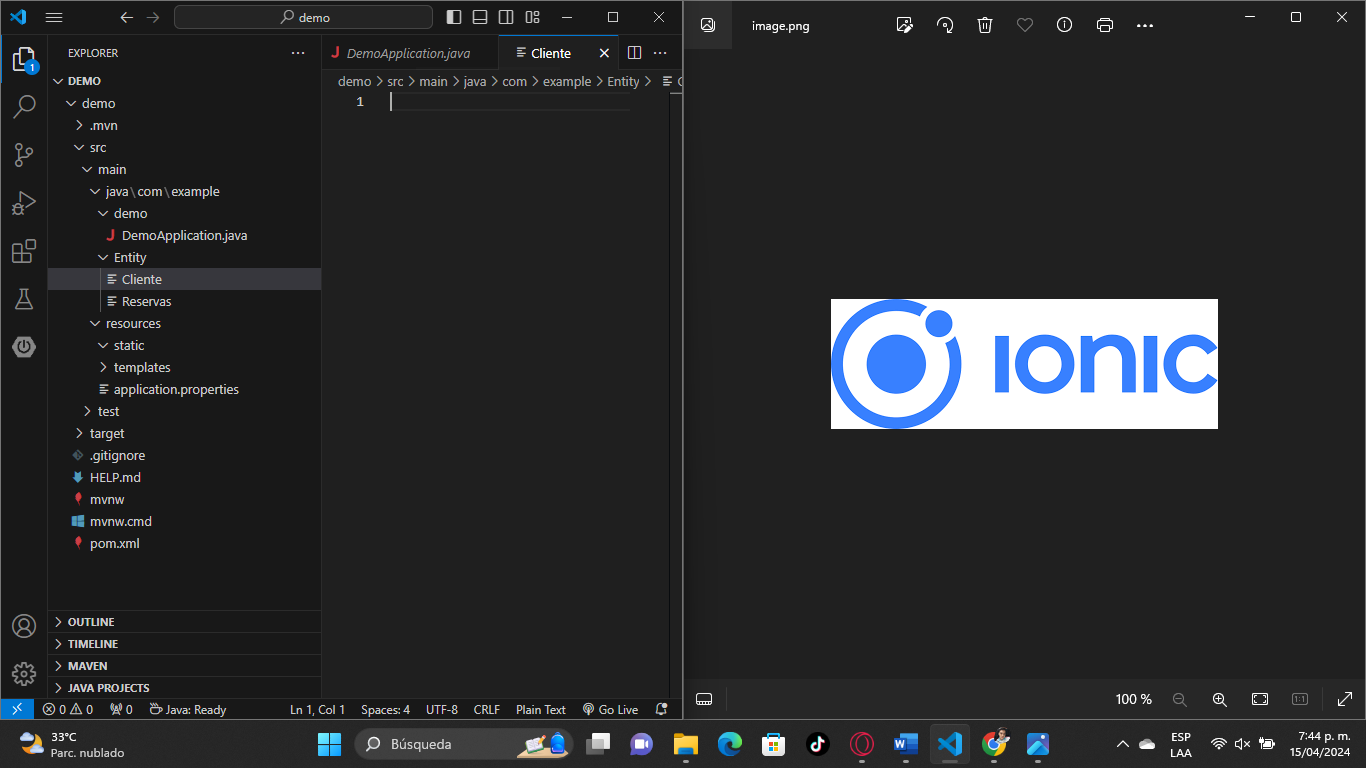 demo
EXPLORER
DEMO
demo
.mvn
src
main
java\com\example
demo
DemoApplication.java
Entity
Cliente
Reservas
resources
static
templates
application.properties
test
target
.gitignore
HELP.md
mvnw
mvnw.cmd
pom.xml
OUTLINE
TIMELINE
MAVEN
JAVA PROJECTS
DemoApplication.java
Cliente
demo > src > main > java > com > example > Entity >
1
0 0 0 Java: Ready Ln 1, Col 1 Spaces: 4 UTF-8 CRLF Plain Text Go Live
image.png
IONIC
100 %
1:1
33°C
Parc. nublado
Búsqueda
ESP
LAA
7:44 p. m.
15/04/2024